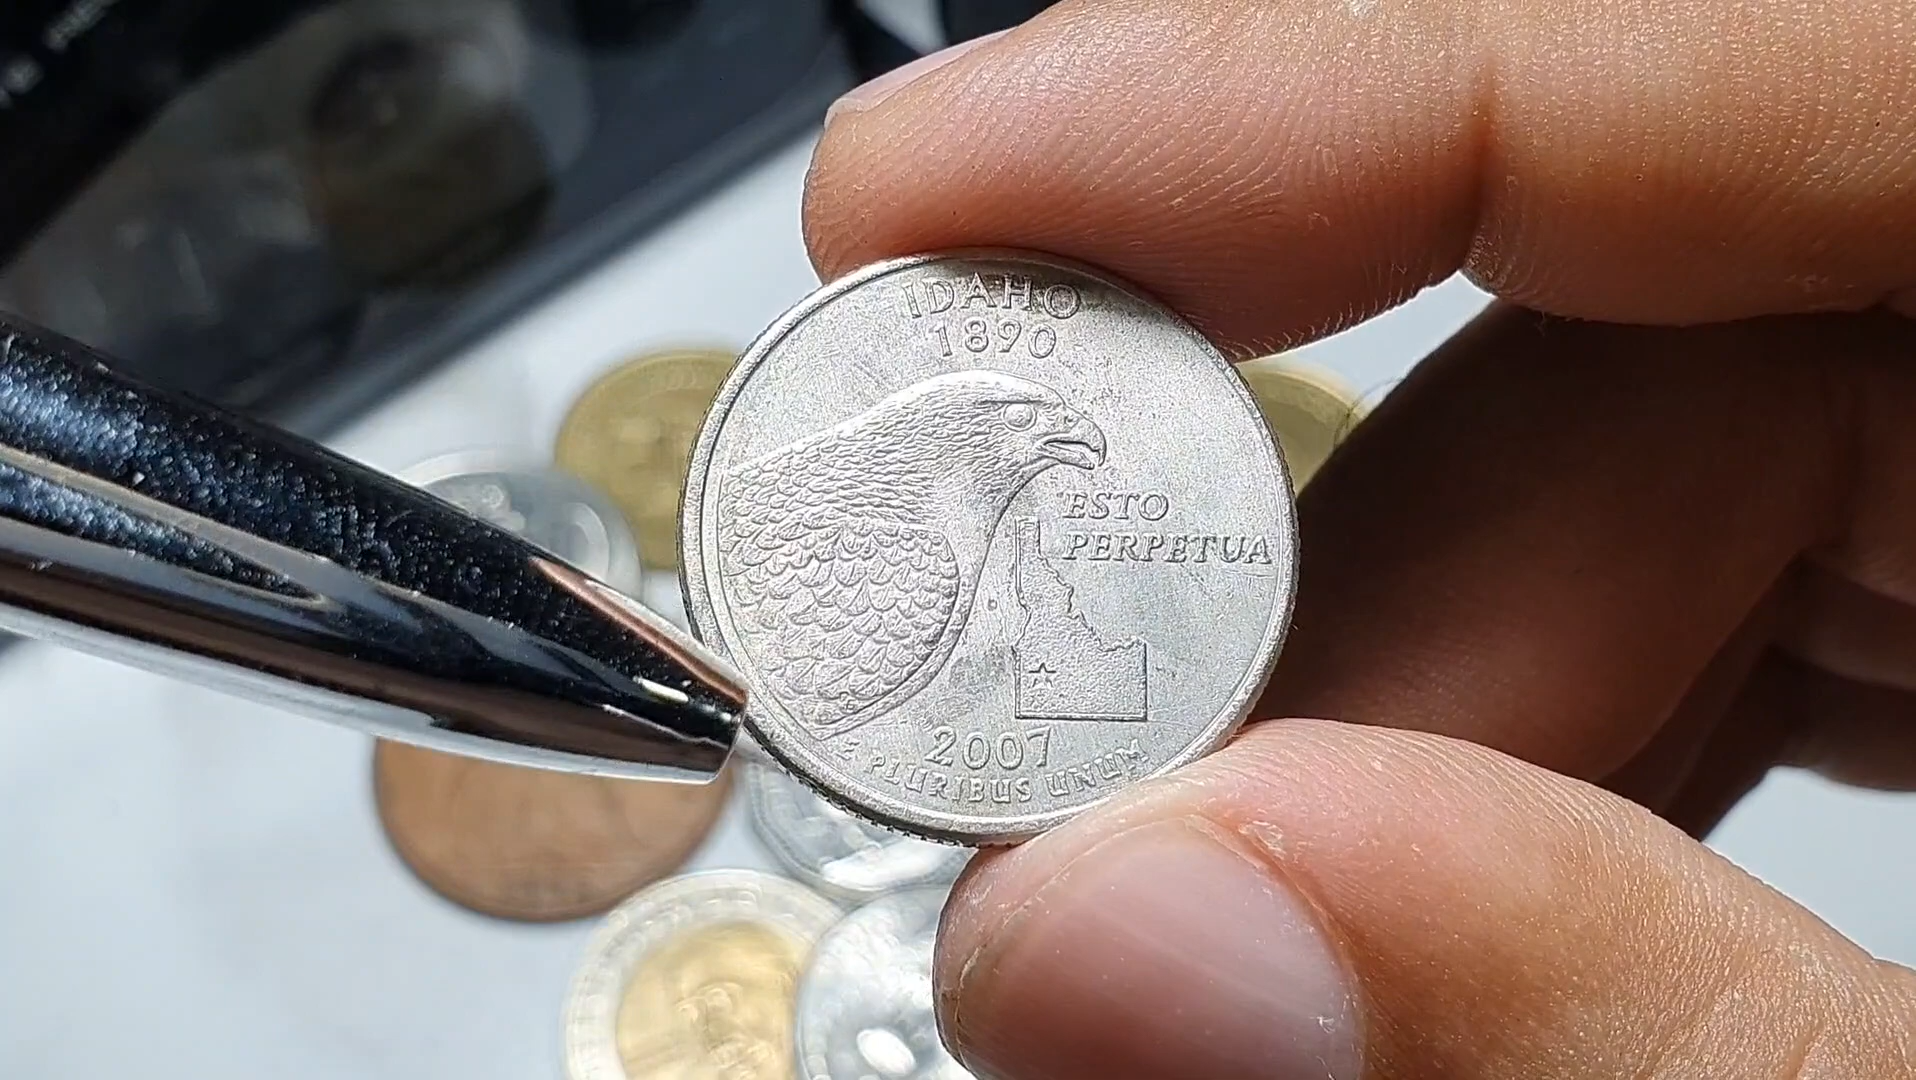 IDAHO
1890
ESTO
PERPETUA
2007
E PLURIBUS UNUM